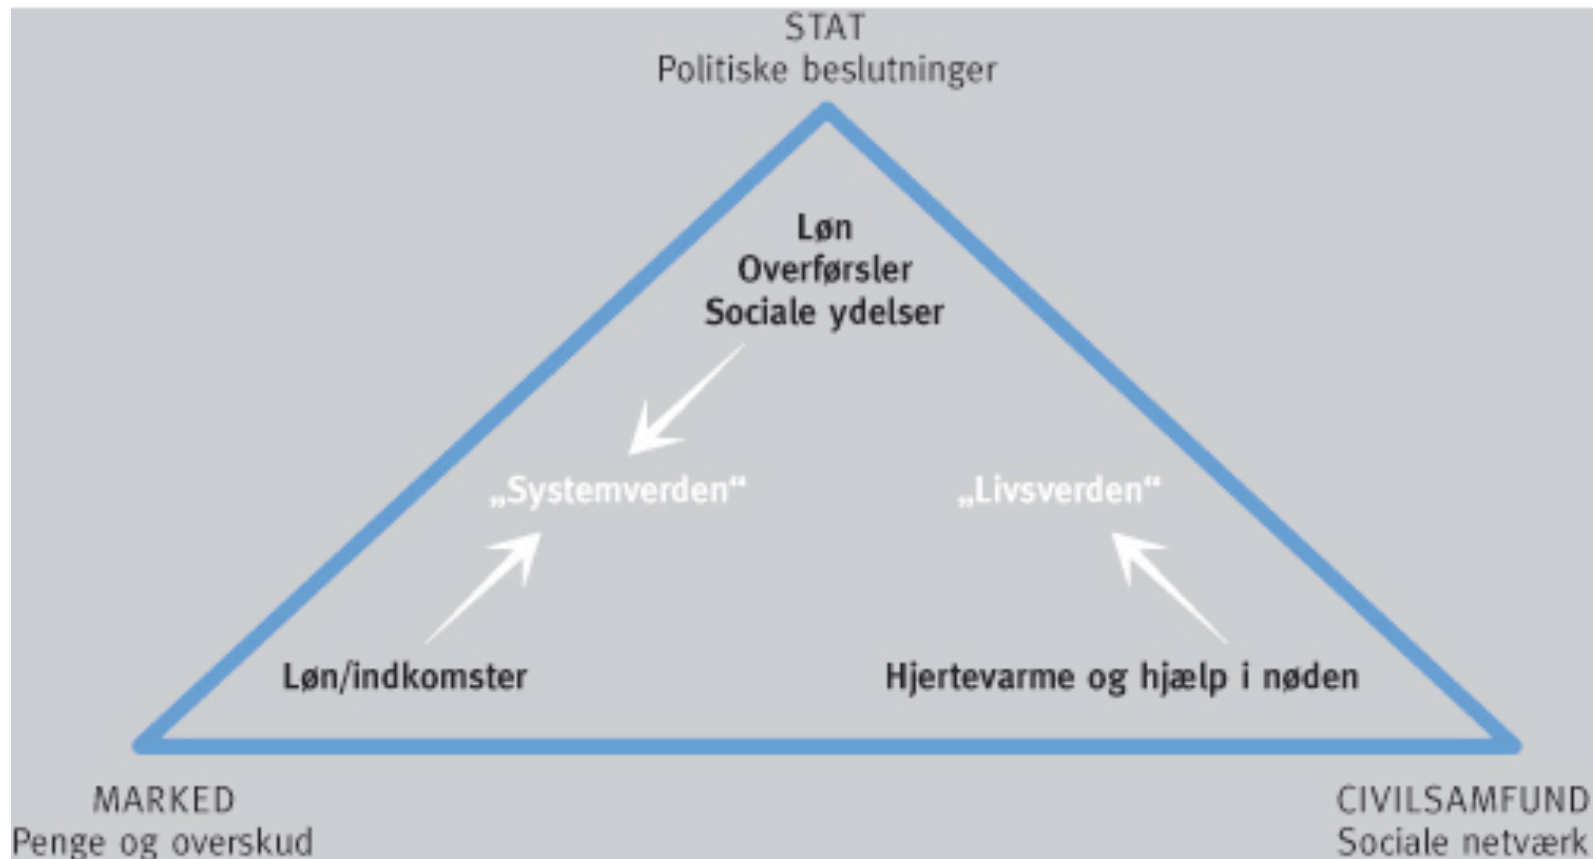 STAT
Politiske beslutninger
Løn
Overførsler
Sociale ydelser
„Systemverden“
„Livsverden“
Løn/indkomster
Hjertevarme og hjælp i nøden
MARKED
Penge og overskud
CIVILSAMFUND
Sociale netværk